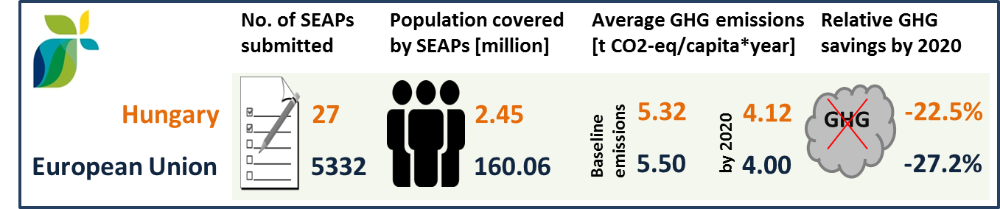 No. of SEAPs submitted
Population covered by SEAPs [million]
Average GHG emissions [t CO2-eq/capita*year]
Relative GHG savings by 2020
Hungary 27 2.45 Baseline emissions 5.32 by 2020 4.12 GHG -22.5%
European Union 5332 160.06 5.50 4.00 -27.2%